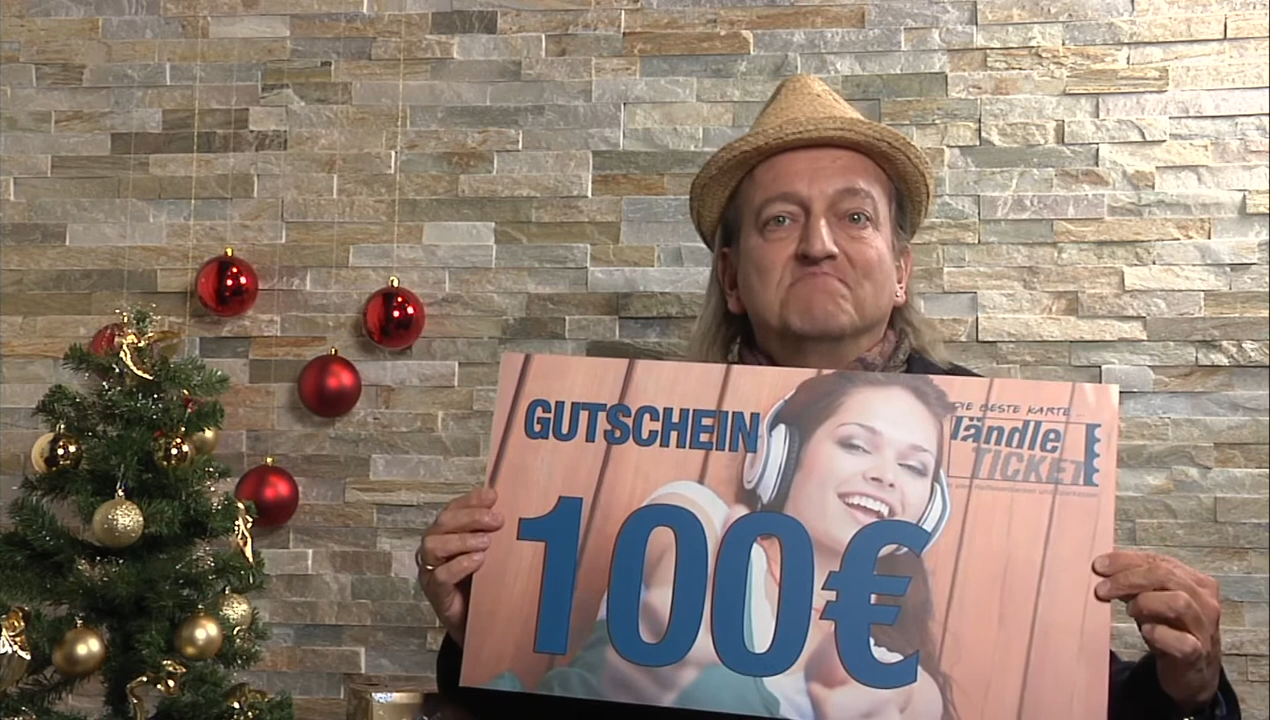 GUTSCHEIN
DIE BESTE KARTE ...
ländle
TICKET
100€